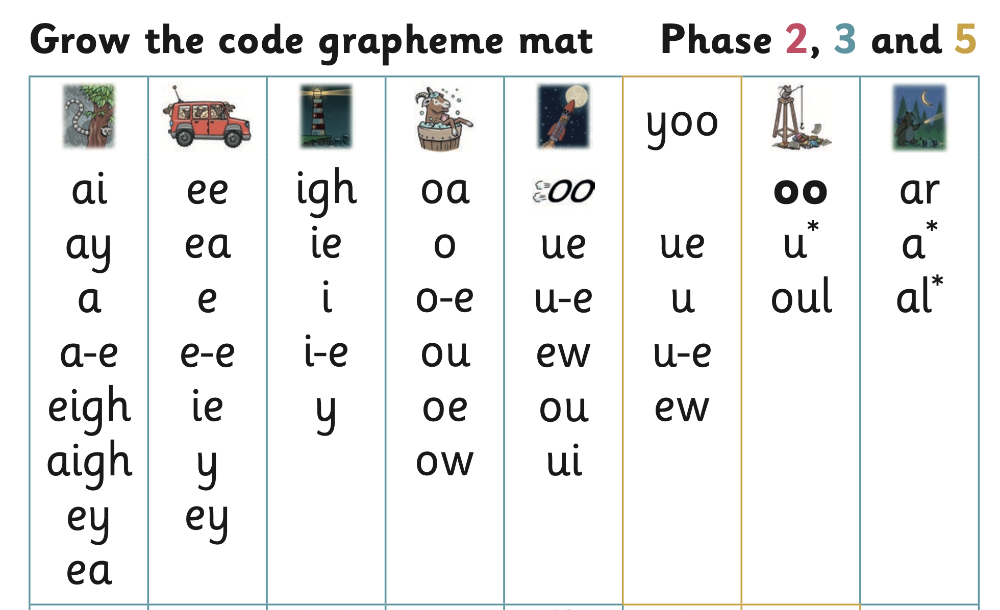 Grow the code grapheme mat Phase 2, 3 and 5
yoo
ai ee igh oa oo oo ar
ay ea ie o ue ue u* a*
a e i o-e u-e u oul al*
a-e e-e i-e ou ew u-e
eigh ie y oe ou ew
aigh y ow ui
ey ey
ea